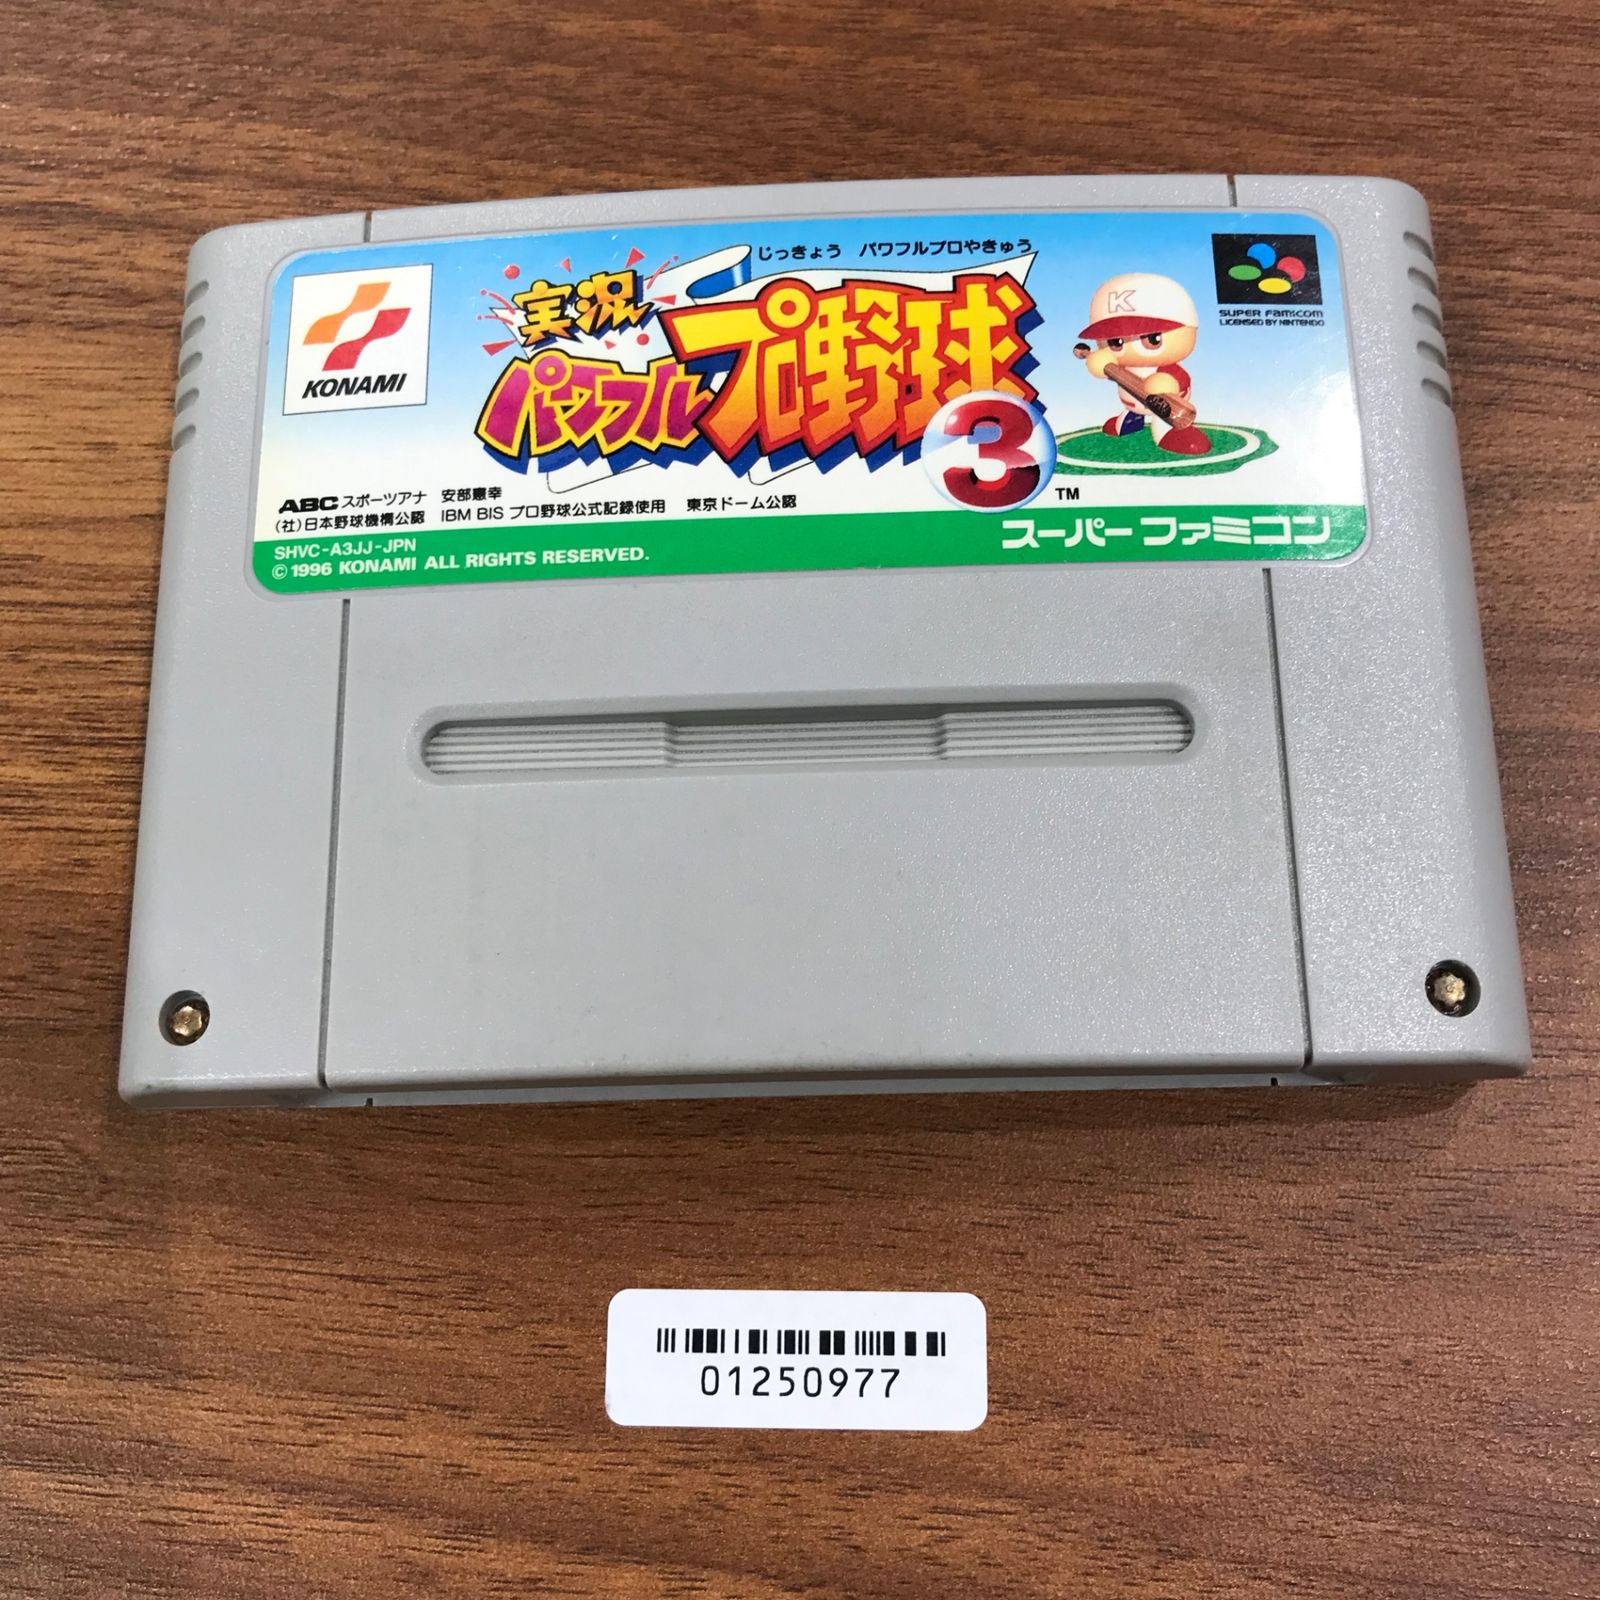 じっきょう パワフルプロやきゅう
実況
パワフル プロ野球 3
TM
KONAMI
K
SUPER FAMICOM
LICENSED BY NINTENDO
ABC スポーツアナ 安部憲幸
(社)日本野球機構公認 IBM BIS プロ野球公式記録使用 東京ドーム公認
スーパー ファミコン
SHVC-A3JJ-JPN
© 1996 KONAMI ALL RIGHTS RESERVED.
01250977